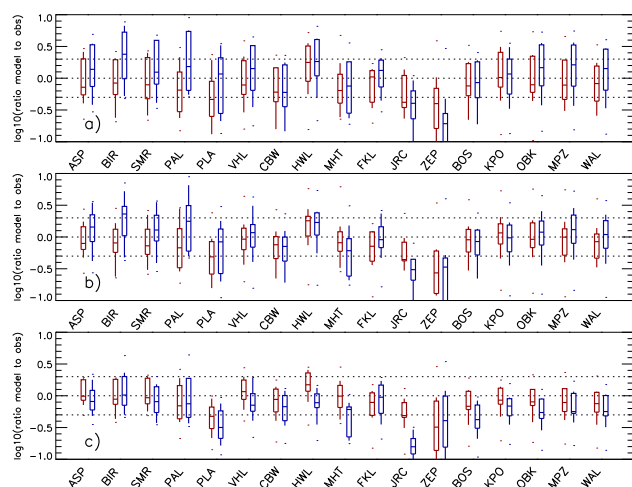 1.0
0.5
0.0
-0.5
-1.0
log10(ratio model to obs)
a)
ASP BIR SMR PAL PLA VHL CBW HWL MHT FKL JRC ZEP BOS KPO OBK MPZ WAL
1.0
0.5
0.0
-0.5
-1.0
log10(ratio model to obs)
b)
ASP BIR SMR PAL PLA VHL CBW HWL MHT FKL JRC ZEP BOS KPO OBK MPZ WAL
1.0
0.5
0.0
-0.5
-1.0
log10(ratio model to obs)
c)
ASP BIR SMR PAL PLA VHL CBW HWL MHT FKL JRC ZEP BOS KPO OBK MPZ WAL